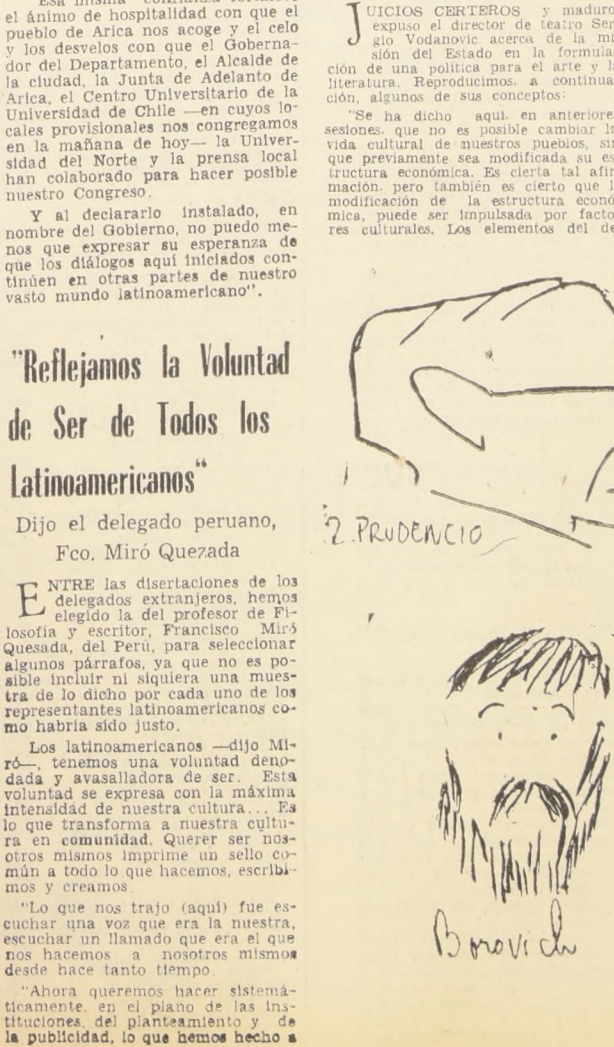 Esa misma confianza
el ánimo de hospitalidad con que el
pueblo de Arica nos acoge y el celo
y los desvelos con que el Goberna-
dor del Departamento, el Alcalde de
la ciudad, la Junta de Adelanto de
Arica, el Centro Universitario de la
Universidad de Chile —en cuyos lo-
cales provisionales nos congregamos
en la mañana de hoy— la Univer-
sidad del Norte y la prensa local
han colaborado para hacer posible
nuestro Congreso.
Y al declararlo instalado, en
nombre del Gobierno, no puedo me-
nos que expresar su esperanza de
que los diálogos aquí iniciados con-
tinúen en otras partes de nuestro
vasto mundo latinoamericano".
"Reflejamos la Voluntad
de Ser de Todos los
Latinoamericanos"
Dijo el delegado peruano,
Fco. Miró Quezada
ENTRE las disertaciones de los
delegados extranjeros, hemos
elegido la del profesor de Fi-
losofía y escritor, Francisco Miró
Quesada, del Perú, para seleccionar
algunos párrafos, ya que no es po-
sible incluir ni siquiera una mues-
tra de lo dicho por cada uno de los
representantes latinoamericanos co-
mo habría sido justo.
Los latinoamericanos —dijo Mi-
ró—, tenemos una voluntad deno-
dada y avasalladora de ser. Esta
voluntad se expresa con la máxima
intensidad de nuestra cultura... Es
lo que transforma a nuestra cultu-
ra en comunidad. Querer ser nos-
otros mismos imprime un sello co-
mún a todo lo que hacemos, escribi-
mos y creamos.
"Lo que nos trajo (aquí) fue es-
cuchar una voz que era la nuestra,
escuchar un llamado que era el que
nos hacemos a nosotros mismos
desde hace tanto tiempo.
"Ahora queremos hacer sistemá-
ticamente, en el plano de las ins-
tituciones, del planteamiento y de
la publicidad, lo que hemos hecho a
JUICIOS CERTEROS y maduro
expuso el director de teatro Ser
gio Vodanovic acerca de la mi
sión del Estado en la formula
ción de una política para el arte y l
literatura. Reproducimos, a continua
ción, algunos de sus conceptos:
"Se ha dicho aquí, en anteriore
sesiones, que no es posible cambiar l
vida cultural de nuestros pueblos, si
que previamente sea modificada su es
tructura económica. Es cierta tal afir
mación, pero también es cierto que l
modificación de la estructura econó
mica, puede ser impulsada por facto
res culturales. Los elementos del de
PRUDENCIO
Borovich